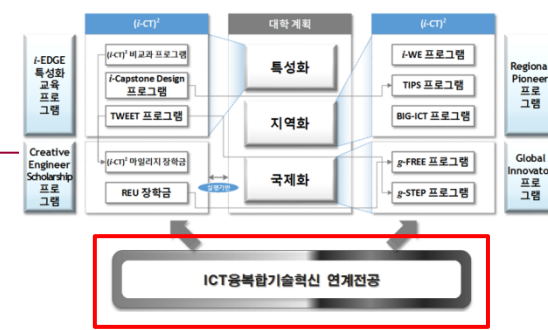 (i-CT)²
대학 계획
(i-CT)²
i-EDGE
특성화
교육
프로
그램
(i-CT)² 비교과 프로그램
i-Capstone Design
프로그램
TWEET 프로그램
특성화
지역화
국제화
i-WE 프로그램
TIPS 프로그램
BIG-ICT 프로그램
Regional
Pioneer
프로
그램
Creative
Engineer
Scholarship
프로
그램
(i-CT)² 마일리지 장학금
REU 장학금
실행기반
g-FREE 프로그램
g-STEP 프로그램
Global
Innovato
프로
그램
ICT융복합기술혁신 연계전공